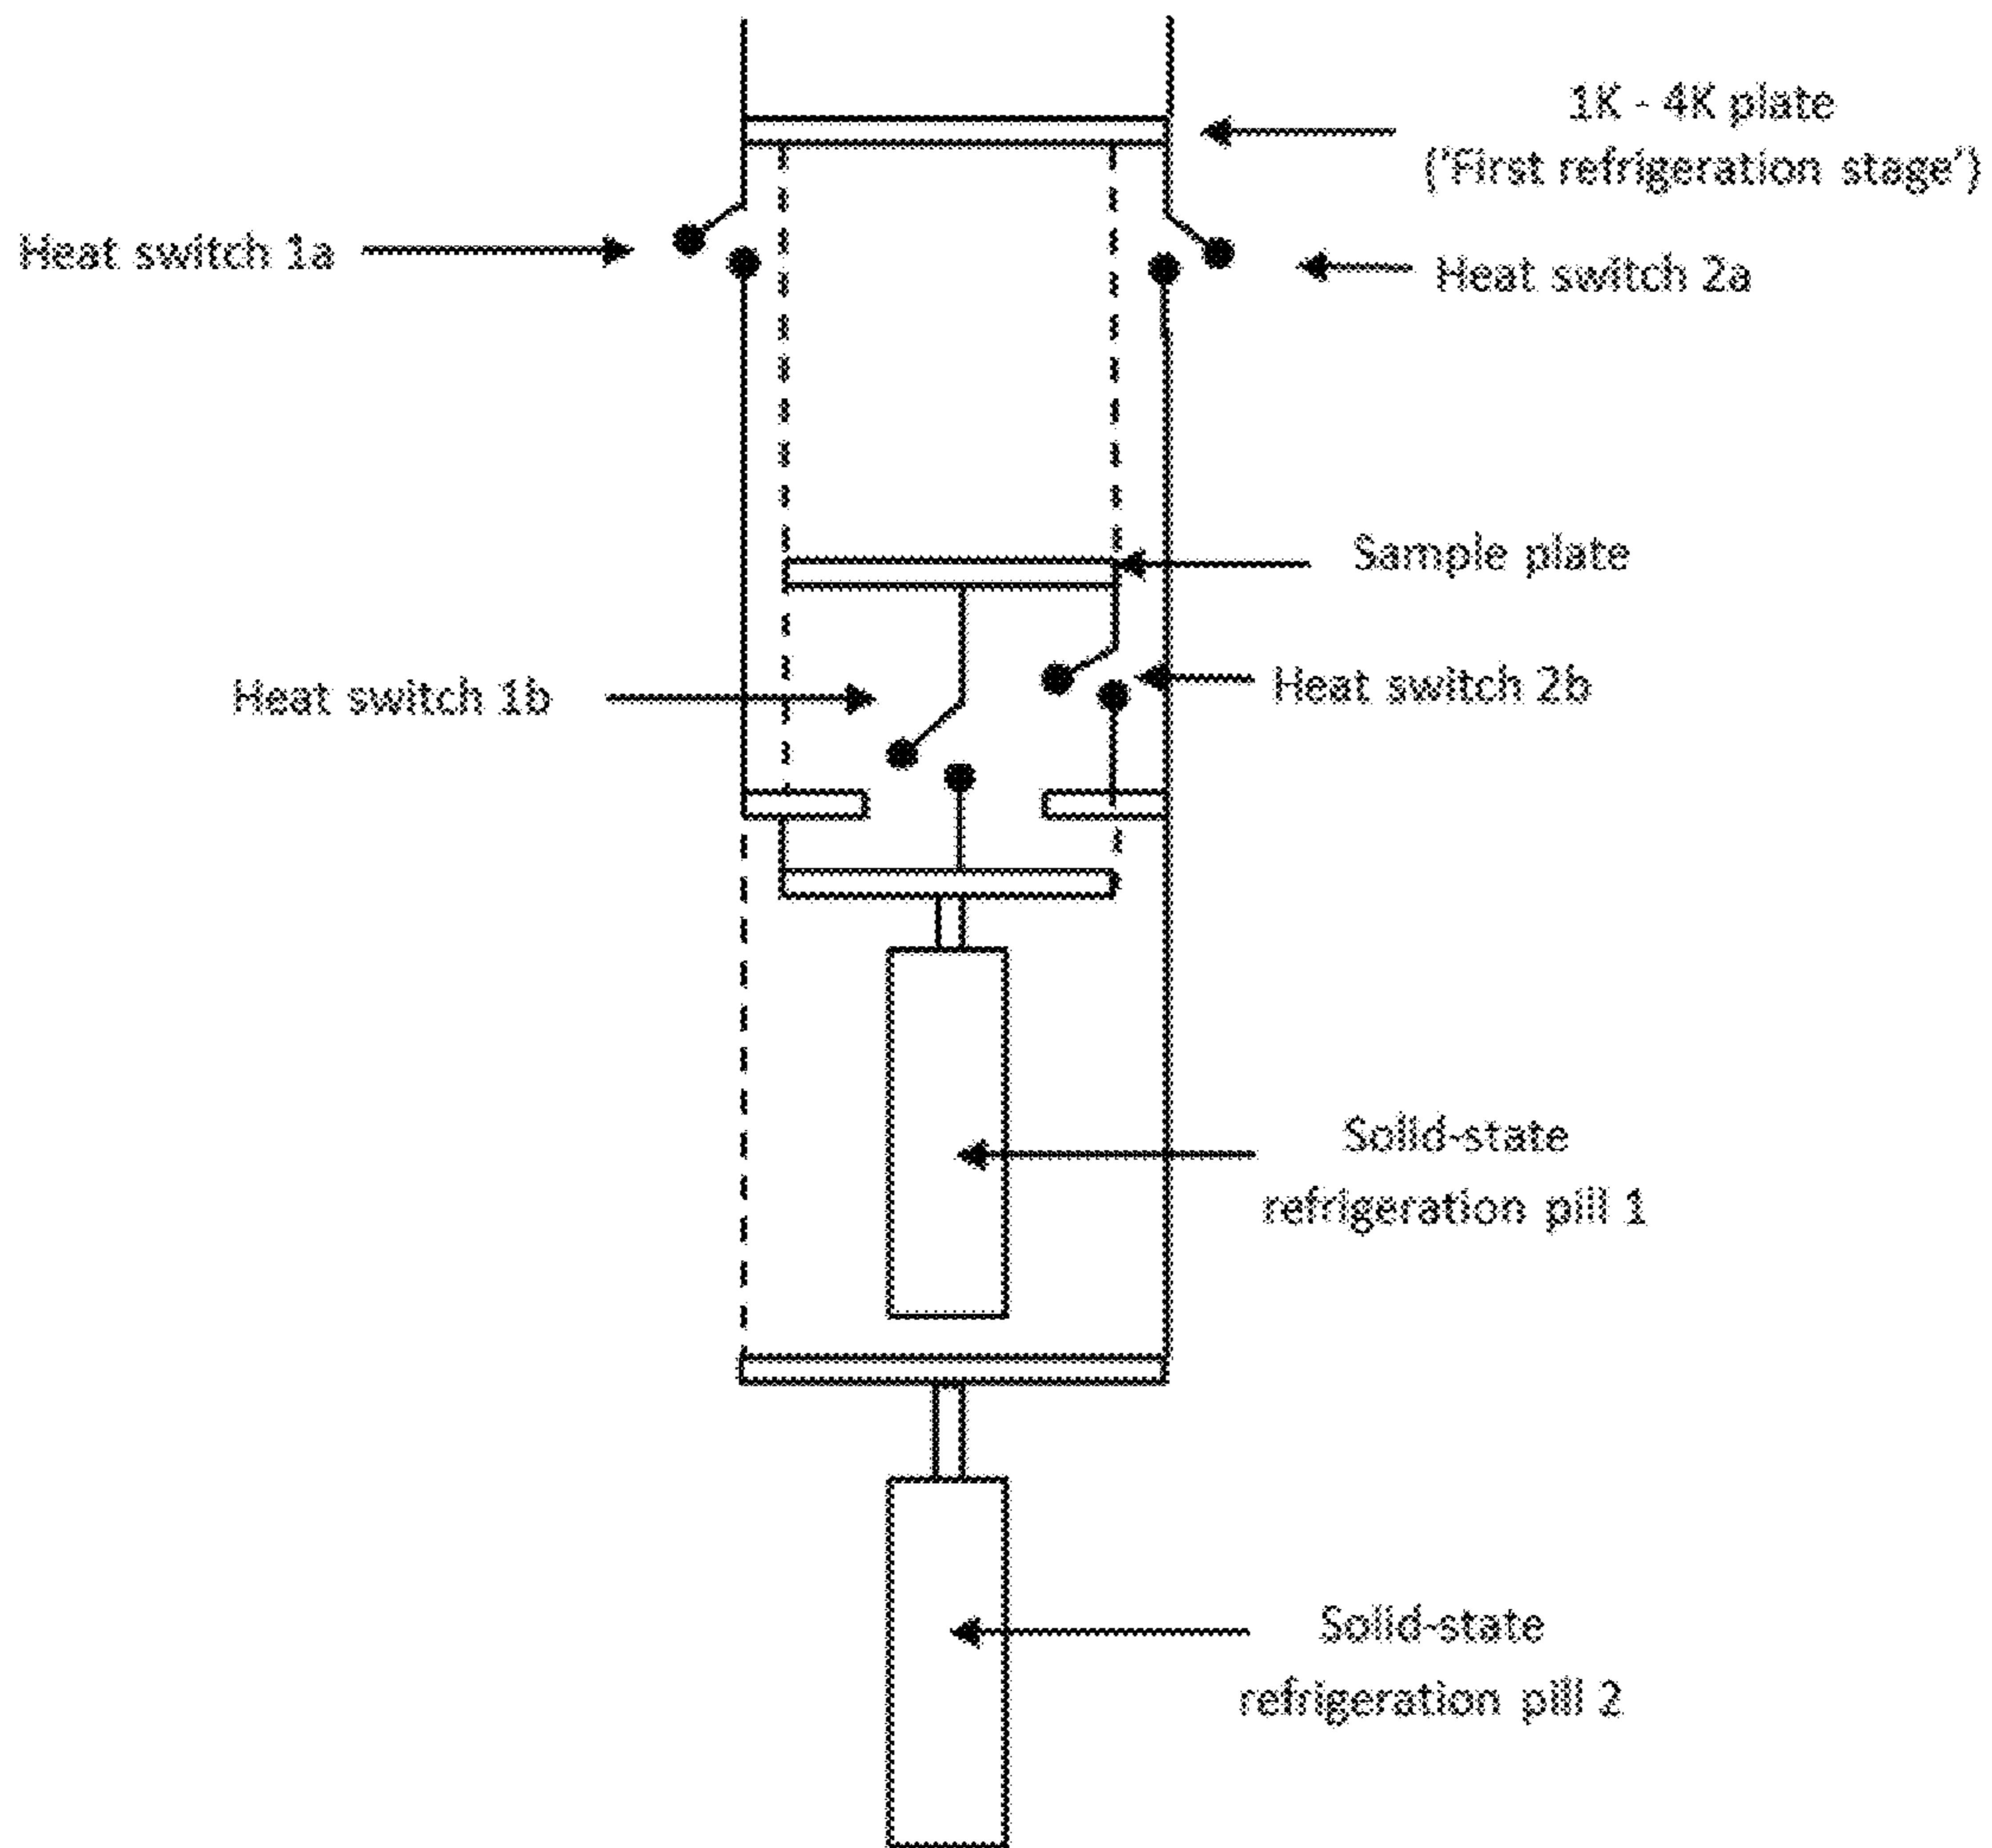 1K - 4K plate
('First refrigeration stage')
Heat switch 1a
Heat switch 2a
Sample plate
Heat switch 1b
Heat switch 2b
Solid-state
refrigeration pill 1
Solid-state
refrigeration pill 2